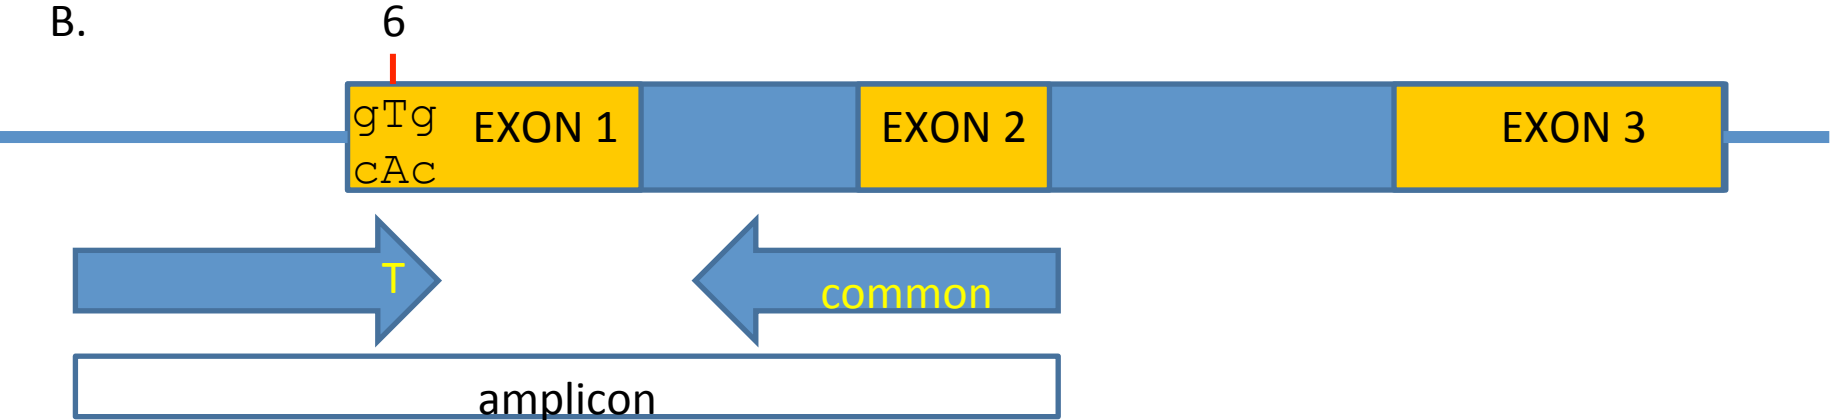 B.
6
gTg
cAc
EXON 1
EXON 2
EXON 3
T
common
amplicon